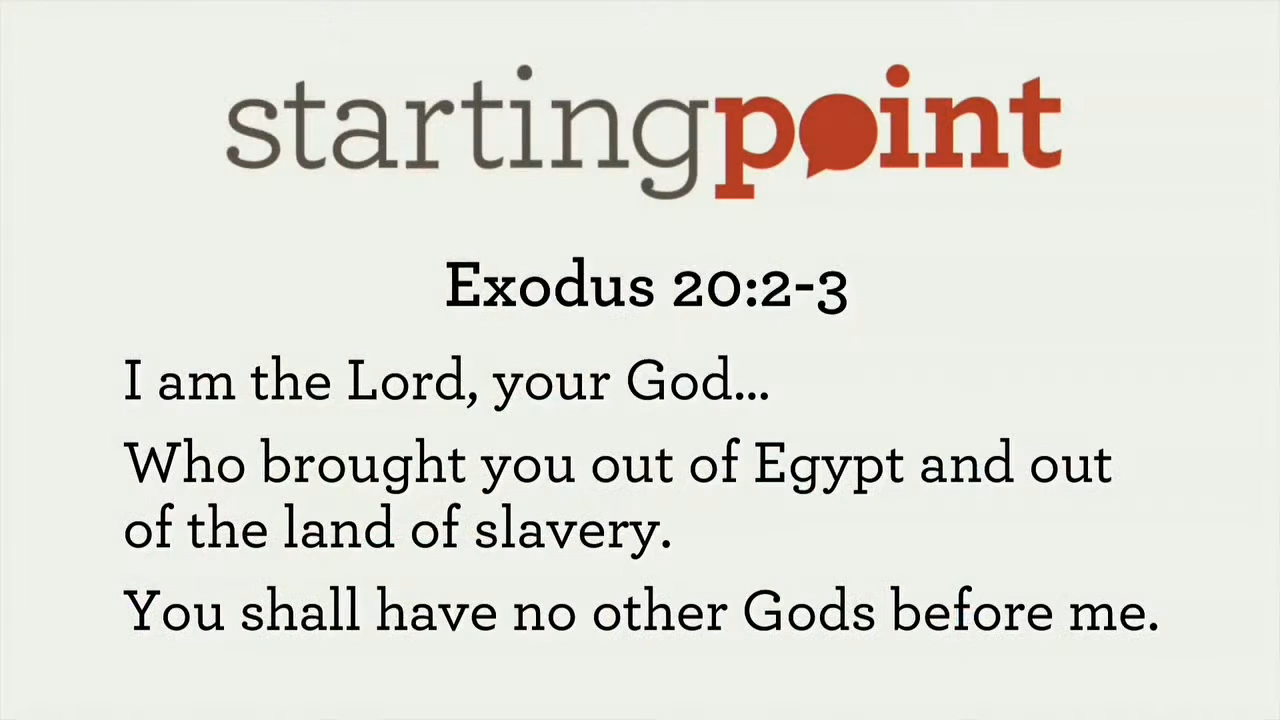 startingpoint
Exodus 20:2-3
I am the Lord, your God...
Who brought you out of Egypt and out
of the land of slavery.
You shall have no other Gods before me.